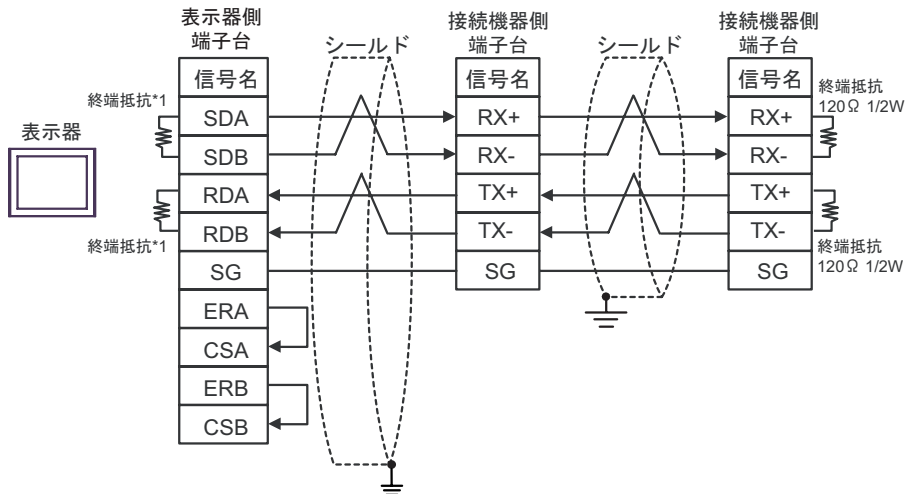 表示器側
端子台
シールド
接続機器側
端子台
シールド
接続機器側
端子台
表示器
終端抵抗*1
終端抵抗*1
信号名
SDA
SDB
RDA
RDB
SG
ERA
CSA
ERB
CSB
信号名
RX+
RX-
TX+
TX-
SG
信号名
RX+
RX-
TX+
TX-
SG
終端抵抗
120Ω 1/2W
終端抵抗
120Ω 1/2W